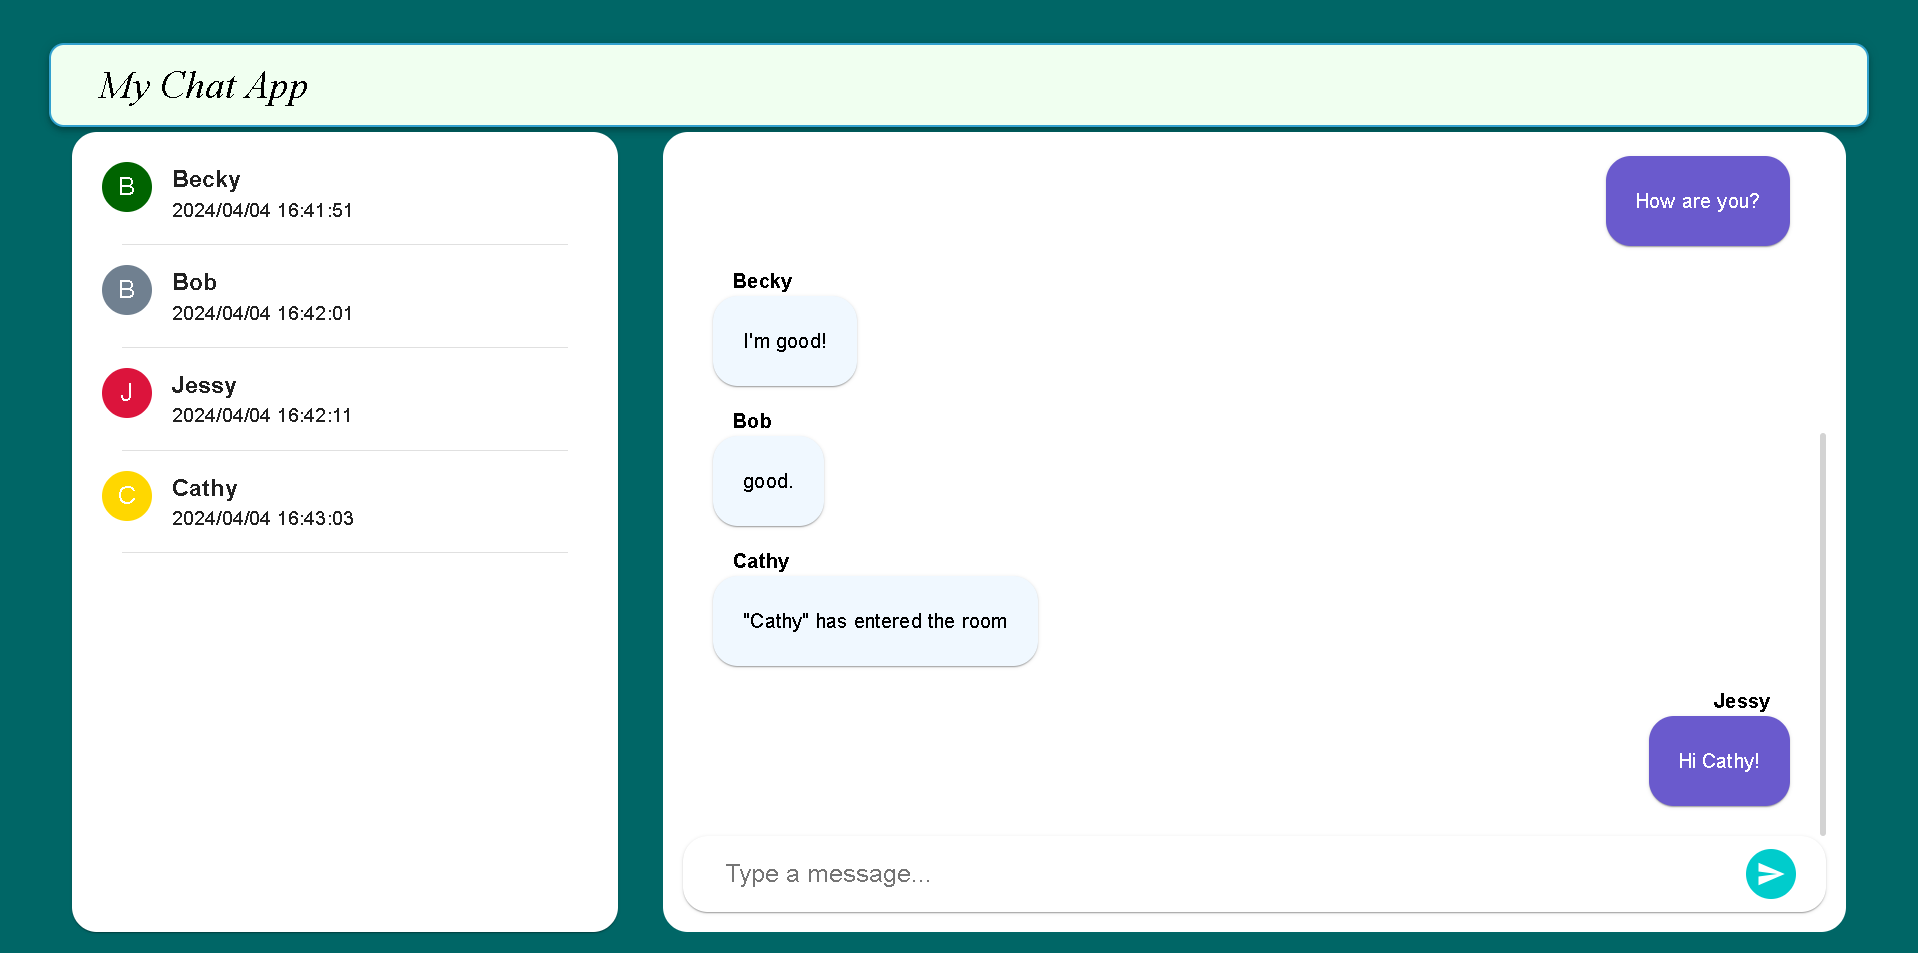 My Chat App
B
Becky
2024/04/04 16:41:51
B
Bob
2024/04/04 16:42:01
J
Jessy
2024/04/04 16:42:11
C
Cathy
2024/04/04 16:43:03
How are you?
Becky
I'm good!
Bob
good.
Cathy
"Cathy" has entered the room
Jessy
Hi Cathy!
Type a message...